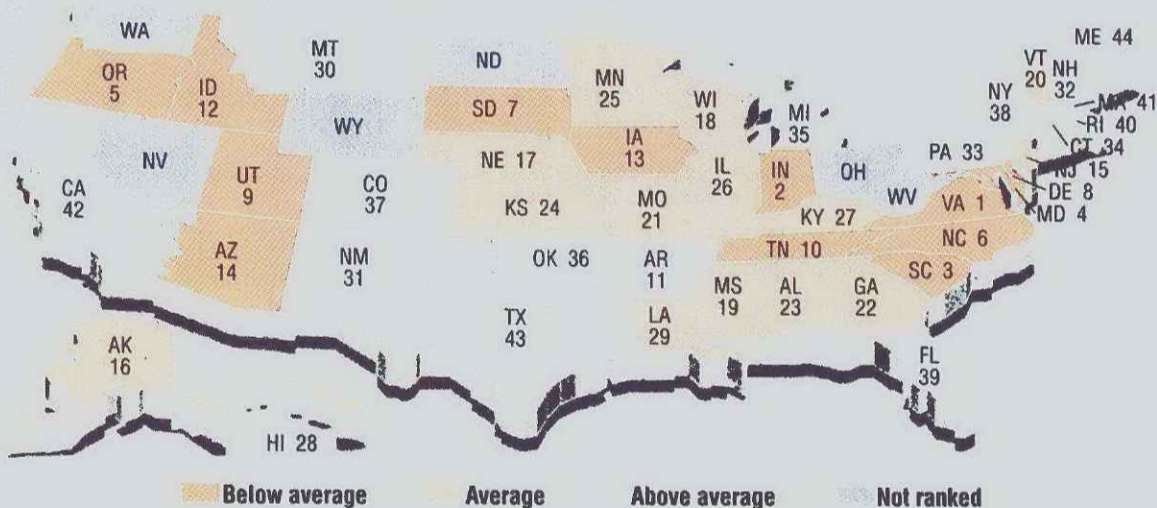 WA
MT
30
ND
OR
5
ID
12
SD 7
MN
25
WI
18
MI
35
ME 44
VT
20
NH
32
NY
38
MA 41
RI 40
CT 34
NJ 15
PA 33
DE 8
MD 4
WY
NV
UT
9
IA
13
NE 17
IL
26
IN
2
OH
WV
VA 1
CA
42
CO
37
KS 24
MO
21
KY 27
NC 6
TN 10
SC 3
AZ
14
NM
31
OK 36
AR
11
MS
19
AL
23
GA
22
TX
43
LA
29
FL
39
AK
16
HI 28
Below average
Average
Above average
Not ranked